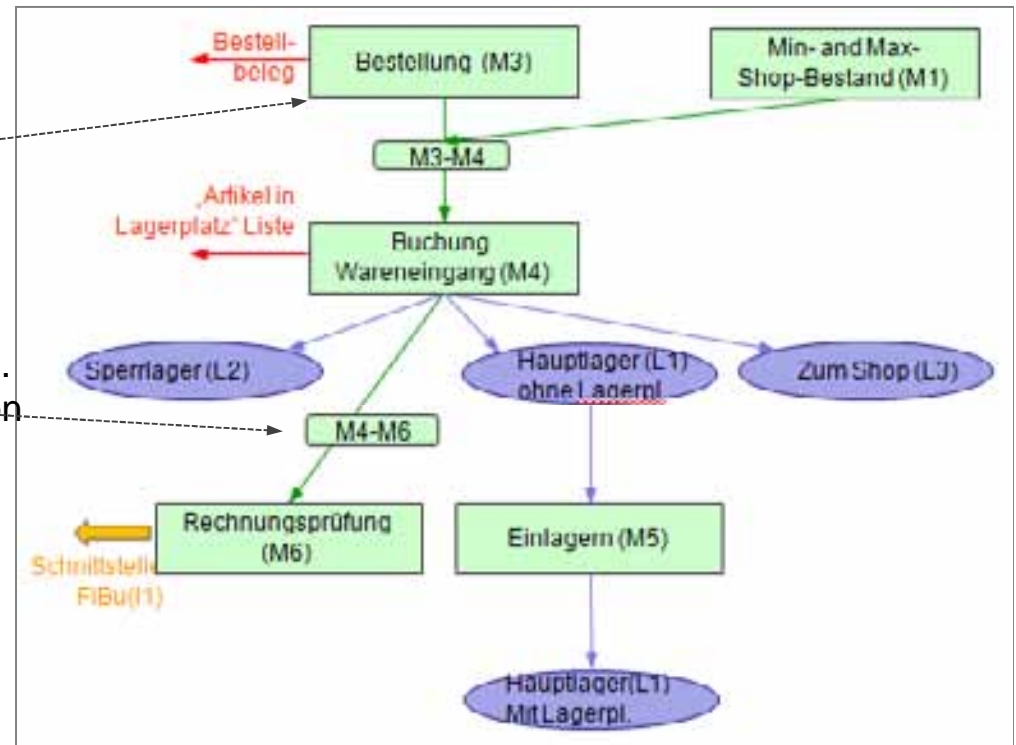 Bestell-
beleg
Bestellung (M3)
Min- and Max-
Shop-Bestand (M1)
M3-M4
„Artikel in
Lagerplatz“ Liste
Buchung
Wareneingang (M4)
Sperrlager (L2)
Hauptlager (L1)
ohne Lagerpl.
Zum Shop (L3)
.
n
M4-M6
Rechnungsprüfung
(M6)
Einlagern (M5)
Schnittstelle
FiBu(I1)
Hauptlager(L1)
Mit Lagerpl.